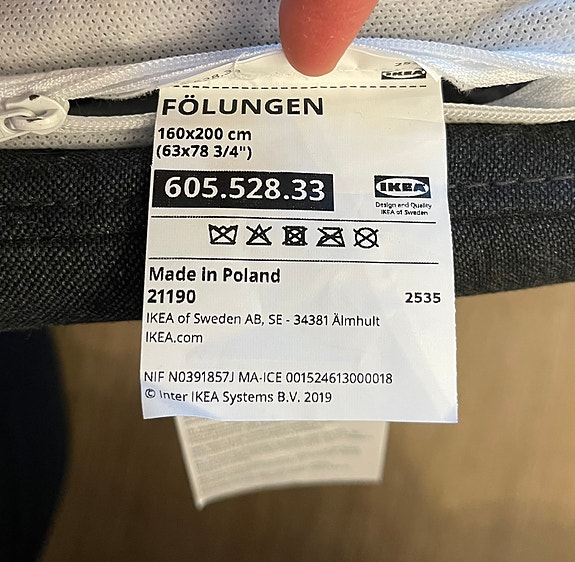 IKEA
FÖLUNGEN
160x200 cm
(63x78 3/4")
605.528.33
IKEA
Design and Quality
IKEA of Sweden
Made in Poland
21190 2535
IKEA of Sweden AB, SE - 34381 Älmhult
IKEA.com
NIF N0391857J MA-ICE 001524613000018
© Inter IKEA Systems B.V. 2019